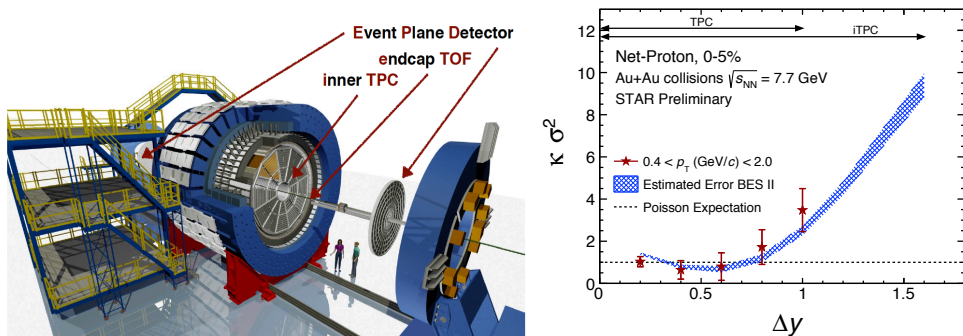 Event Plane Detector
endcap TOF
inner TPC
TPC
iTPC
Net-Proton, 0-5%
Au+Au collisions √sNN = 7.7 GeV
STAR Preliminary
0.4 < pT (GeV/c) < 2.0
Estimated Error BES II
Poisson Expectation
κ σ²
12
10
8
6
4
2
0
0
0.5
1
1.5
Δy